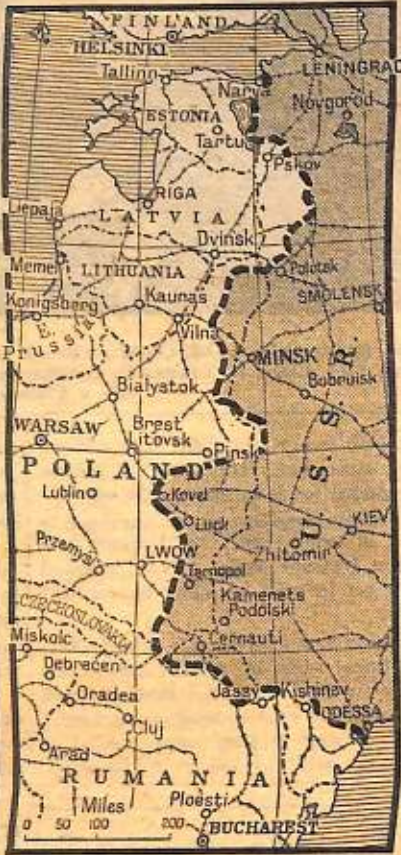 FINLAND
HELSINKI
LENINGRAD
Tallinn
Narva
Novgorod
ESTONIA
Tartu
Pskov
RIGA
Liepaja
LATVIA
Dvinsk
Memel
LITHUANIA
Polotsk
SMOLENSK
Konigsberg
Kaunas
E.
Prussia
Vilna
MINSK
Bobruisk
Bialystok
U. S. S. R.
WARSAW
Brest
Litovsk
Pinsk
POLAND
Lublin
Kovel
Luck
KIEV
Zhitomir
Przemyśl
LWOW
Tarnopol
Kamenets
Podolski
CZECHOSLOVAKIA
Miskolc
Cernauti
Debrecen
Oradea
Jassy
Kishinev
ODESSA
Cluj
Arad
RUMANIA
Miles
Ploesti
0 50 100 200
BUCHAREST